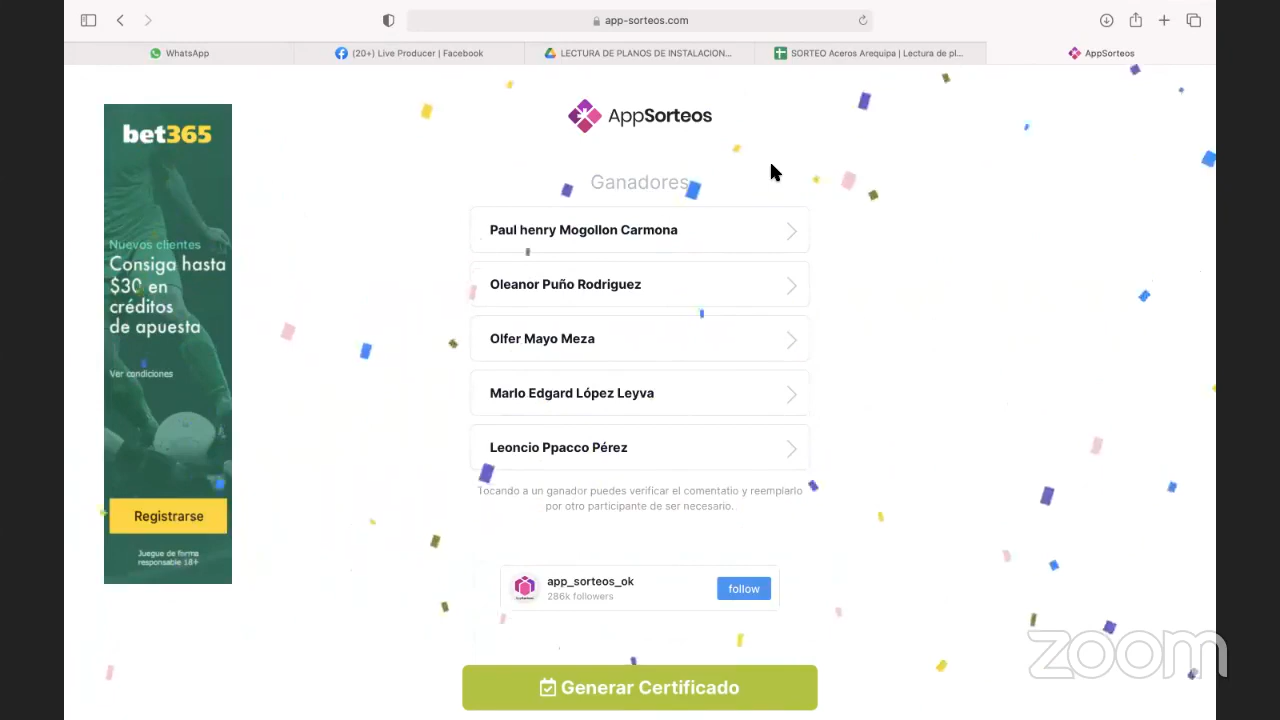 app-sorteos.com
WhatsApp
(20+) Live Producer | Facebook
LECTURA DE PLANOS DE INSTALACION...
SORTEO Aceros Arequipa | Lectura de pl...
AppSorteos
bet365
Nuevos clientes
Consiga hasta
$30 en
créditos
de apuesta
Ver condiciones
Registrarse
Juegue de forma
responsable 18+
AppSorteos
Ganadores
Paul henry Mogollon Carmona
Oleanor Puño Rodriguez
Olfer Mayo Meza
Marlo Edgard López Leyva
Leoncio Ppacco Pérez
Tocando a un ganador puedes verificar el comentatio y reemplarlo
por otro participante de ser necesario.
app_sorteos_ok
286k followers
follow
Generar Certificado
zoom